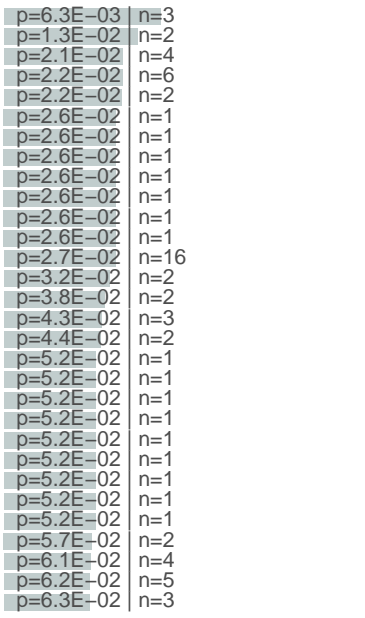 p=6.3E−03 | n=3
p=1.3E−02 | n=2
p=2.1E−02 | n=4
p=2.2E−02 | n=6
p=2.2E−02 | n=2
p=2.6E−02 | n=1
p=2.6E−02 | n=1
p=2.6E−02 | n=1
p=2.6E−02 | n=1
p=2.6E−02 | n=1
p=2.6E−02 | n=1
p=2.6E−02 | n=1
p=2.7E−02 | n=16
p=3.2E−02 | n=2
p=3.8E−02 | n=2
p=4.3E−02 | n=3
p=4.4E−02 | n=2
p=5.2E−02 | n=1
p=5.2E−02 | n=1
p=5.2E−02 | n=1
p=5.2E−02 | n=1
p=5.2E−02 | n=1
p=5.2E−02 | n=1
p=5.2E−02 | n=1
p=5.2E−02 | n=1
p=5.2E−02 | n=1
p=5.7E−02 | n=2
p=6.1E−02 | n=4
p=6.2E−02 | n=5
p=6.3E−02 | n=3